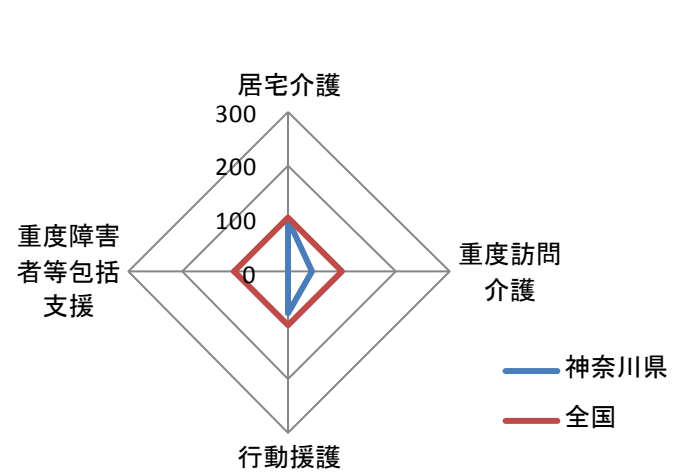 居宅介護
300
200
100
0
重度障害
者等包括
支援
重度訪問
介護
行動援護
神奈川県
全国